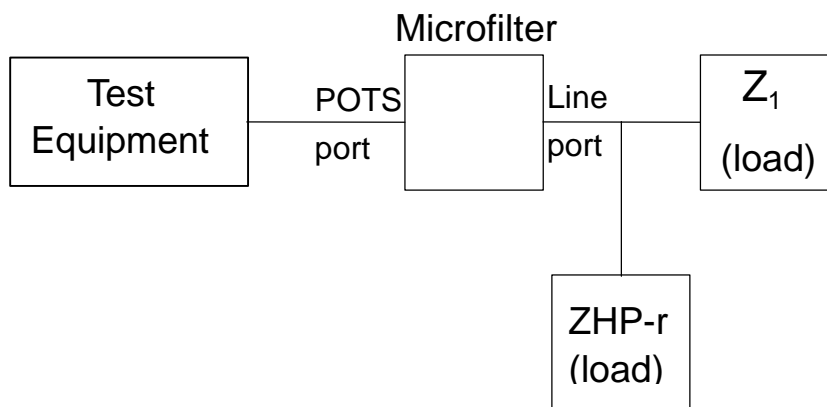 Microfilter
Test
Equipment
POTS
port
Line
port
Z₁
(load)
ZHP-r
(load)